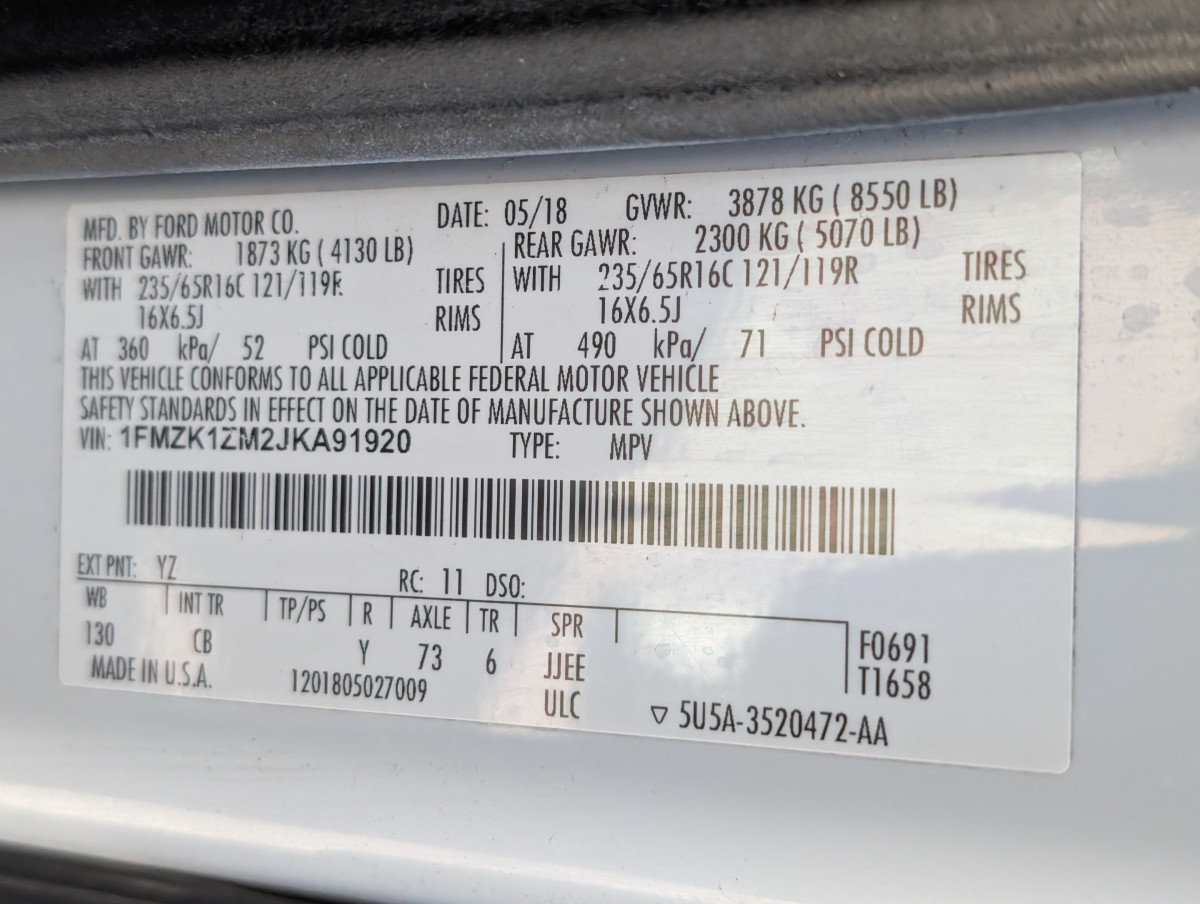 MFD. BY FORD MOTOR CO. DATE: 05/18 GVWR: 3878 KG ( 8550 LB)
FRONT GAWR: 1873 KG ( 4130 LB) REAR GAWR: 2300 KG ( 5070 LB)
WITH 235/65R16C 121/119R TIRES WITH 235/65R16C 121/119R TIRES
16X6.5J RIMS 16X6.5J RIMS
AT 360 kPa/ 52 PSI COLD AT 490 kPa/ 71 PSI COLD
THIS VEHICLE CONFORMS TO ALL APPLICABLE FEDERAL MOTOR VEHICLE
SAFETY STANDARDS IN EFFECT ON THE DATE OF MANUFACTURE SHOWN ABOVE.
VIN: 1FMZK1ZM2JKA91920 TYPE: MPV
EXT PNT: YZ RC: 11 DSO:
WB INT TR TP/PS R AXLE TR SPR
130 CB Y 73 6 JJEE F0691
MADE IN U.S.A. 1201805027009 ULC T1658
▽ 5U5A-3520472-AA